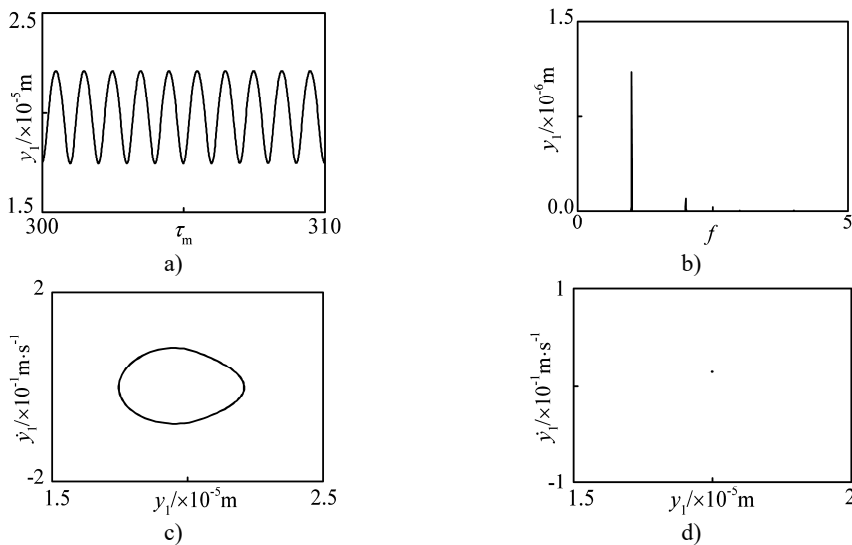 2.5
y₁/×10⁻⁵m
1.5
300
τₘ
310
a)
1.5
y₁/×10⁻⁶m
0.0
0
f
5
b)
2
ẏ₁/×10⁻¹m·s⁻¹
-2
1.5
y₁/×10⁻⁵m
2.5
c)
1
ẏ₁/×10⁻¹m·s⁻¹
-1
1.5
y₁/×10⁻⁵m
2
d)